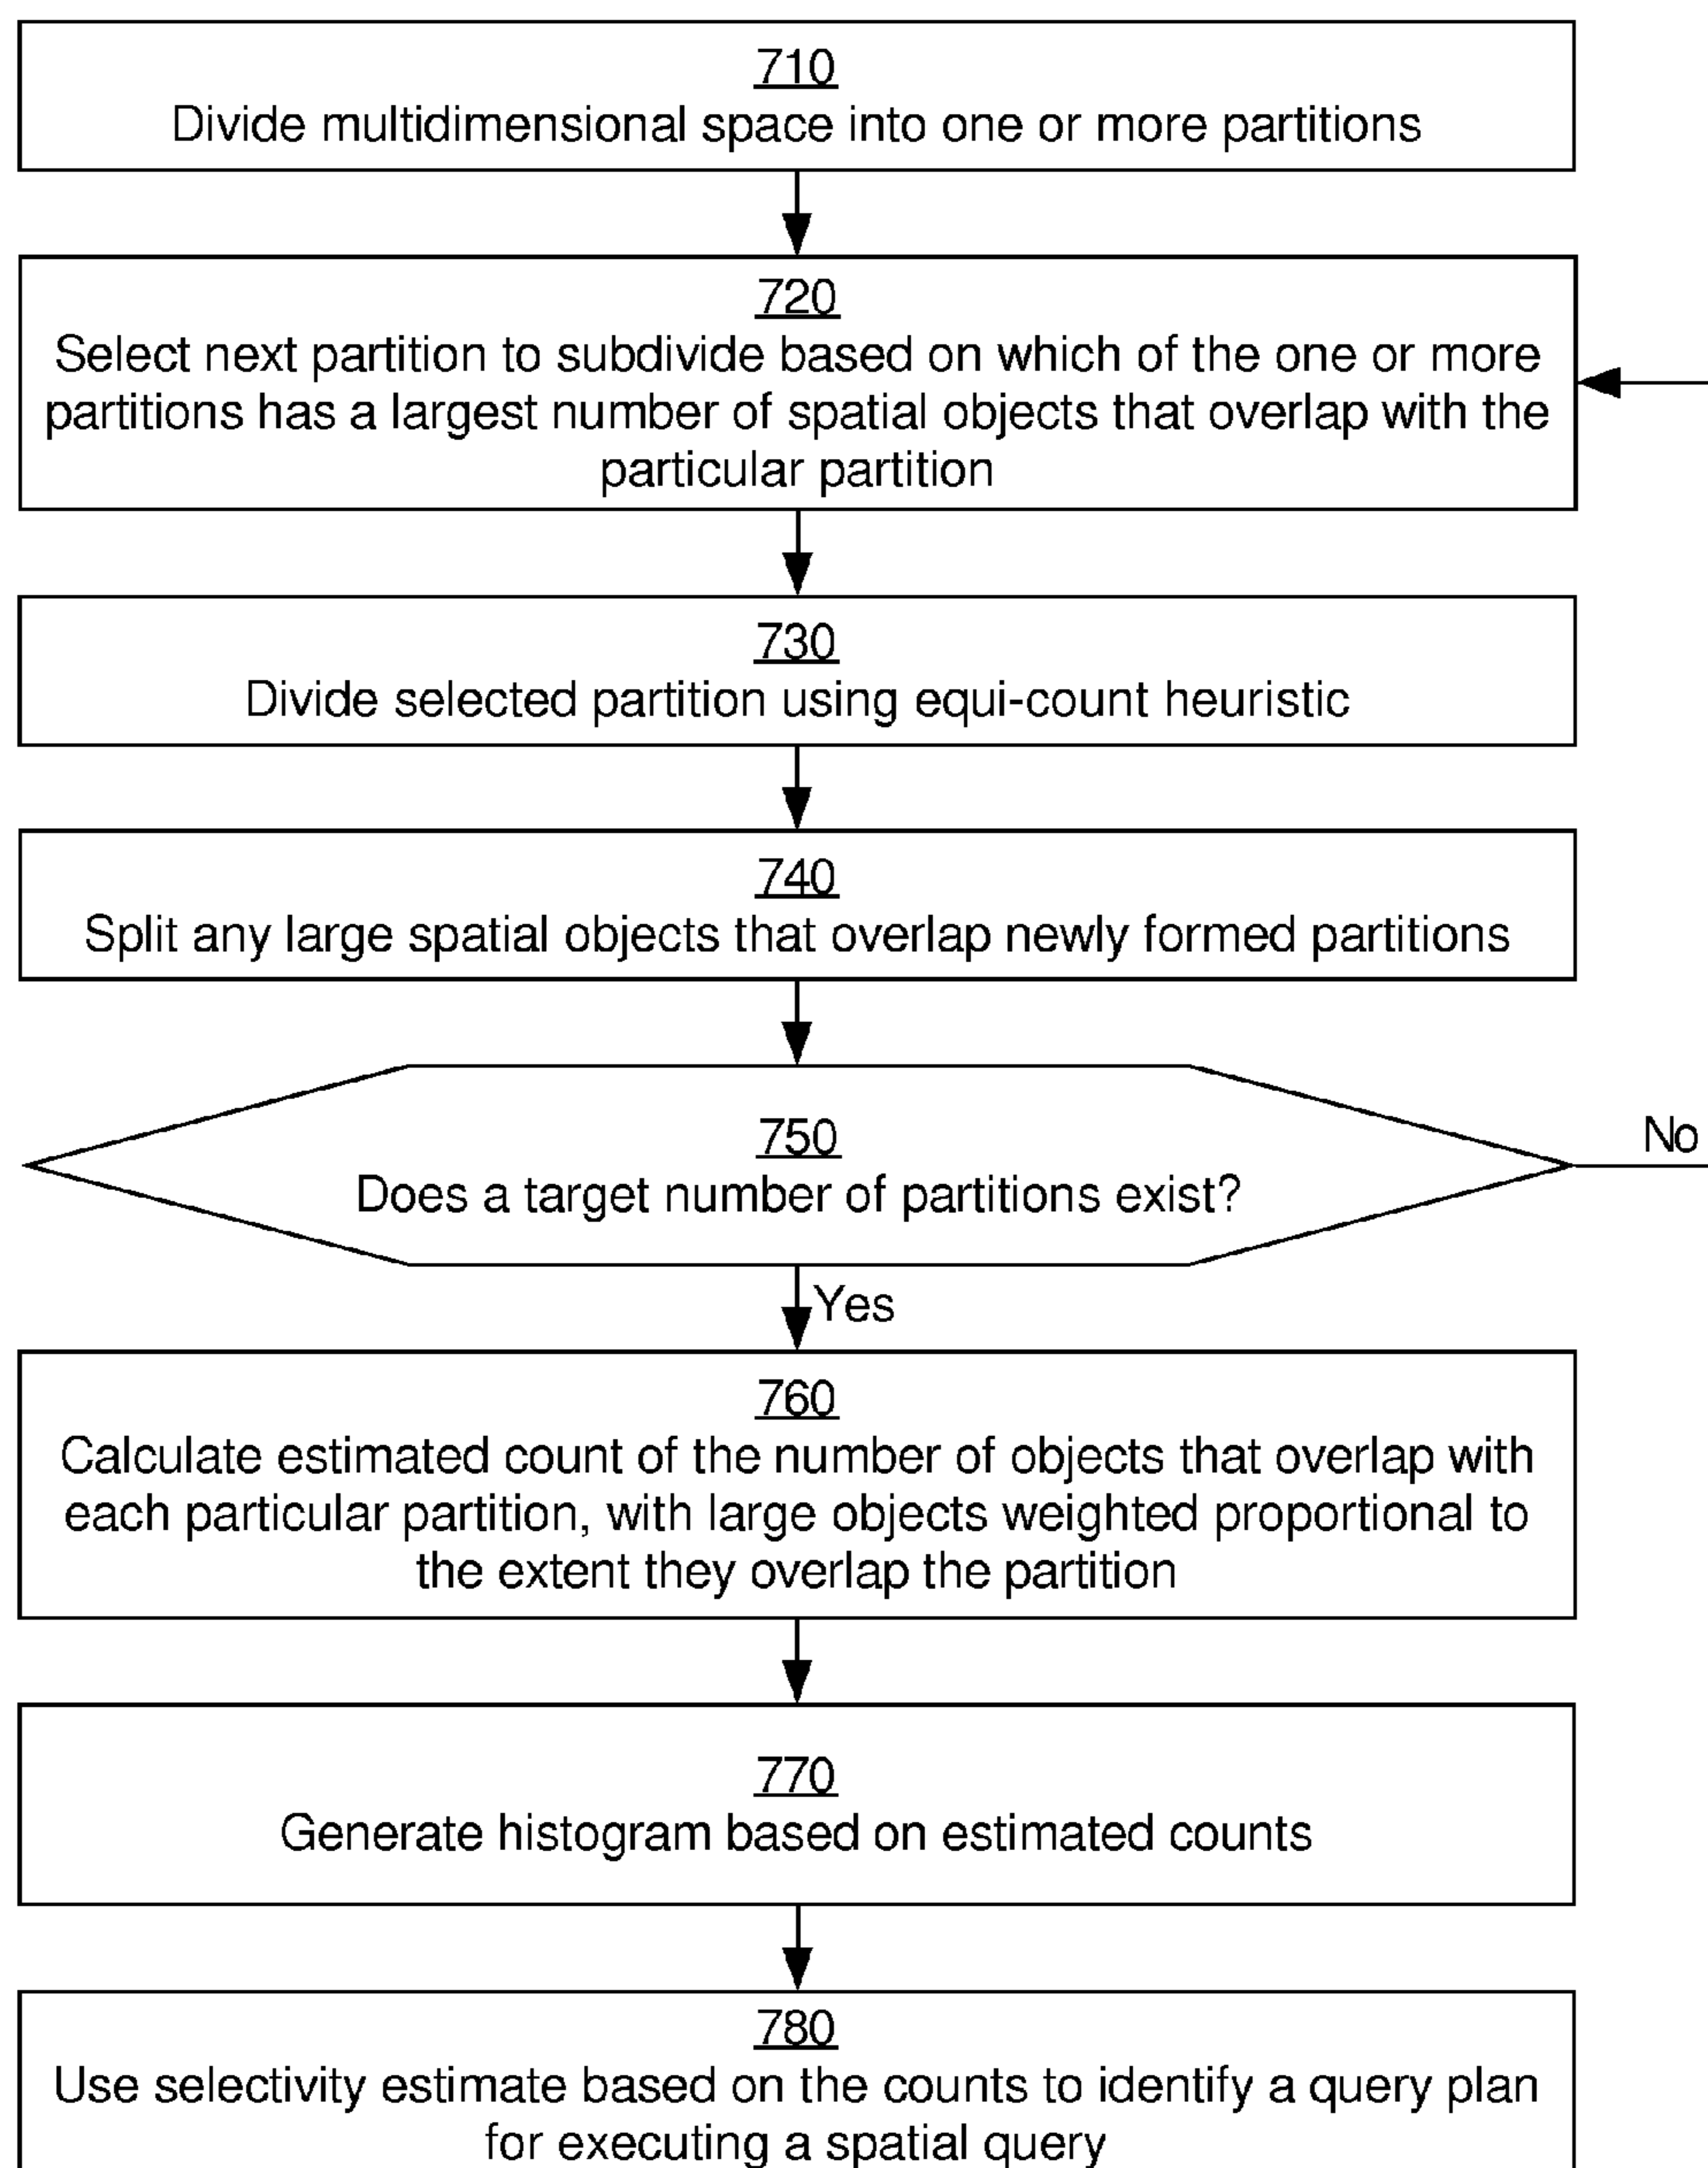 710
Divide multidimensional space into one or more partitions
720
Select next partition to subdivide based on which of the one or more
partitions has a largest number of spatial objects that overlap with the
particular partition
730
Divide selected partition using equi-count heuristic
740
Split any large spatial objects that overlap newly formed partitions
750
Does a target number of partitions exist?
No
Yes
760
Calculate estimated count of the number of objects that overlap with
each particular partition, with large objects weighted proportional to
the extent they overlap the partition
770
Generate histogram based on estimated counts
780
Use selectivity estimate based on the counts to identify a query plan
for executing a spatial query